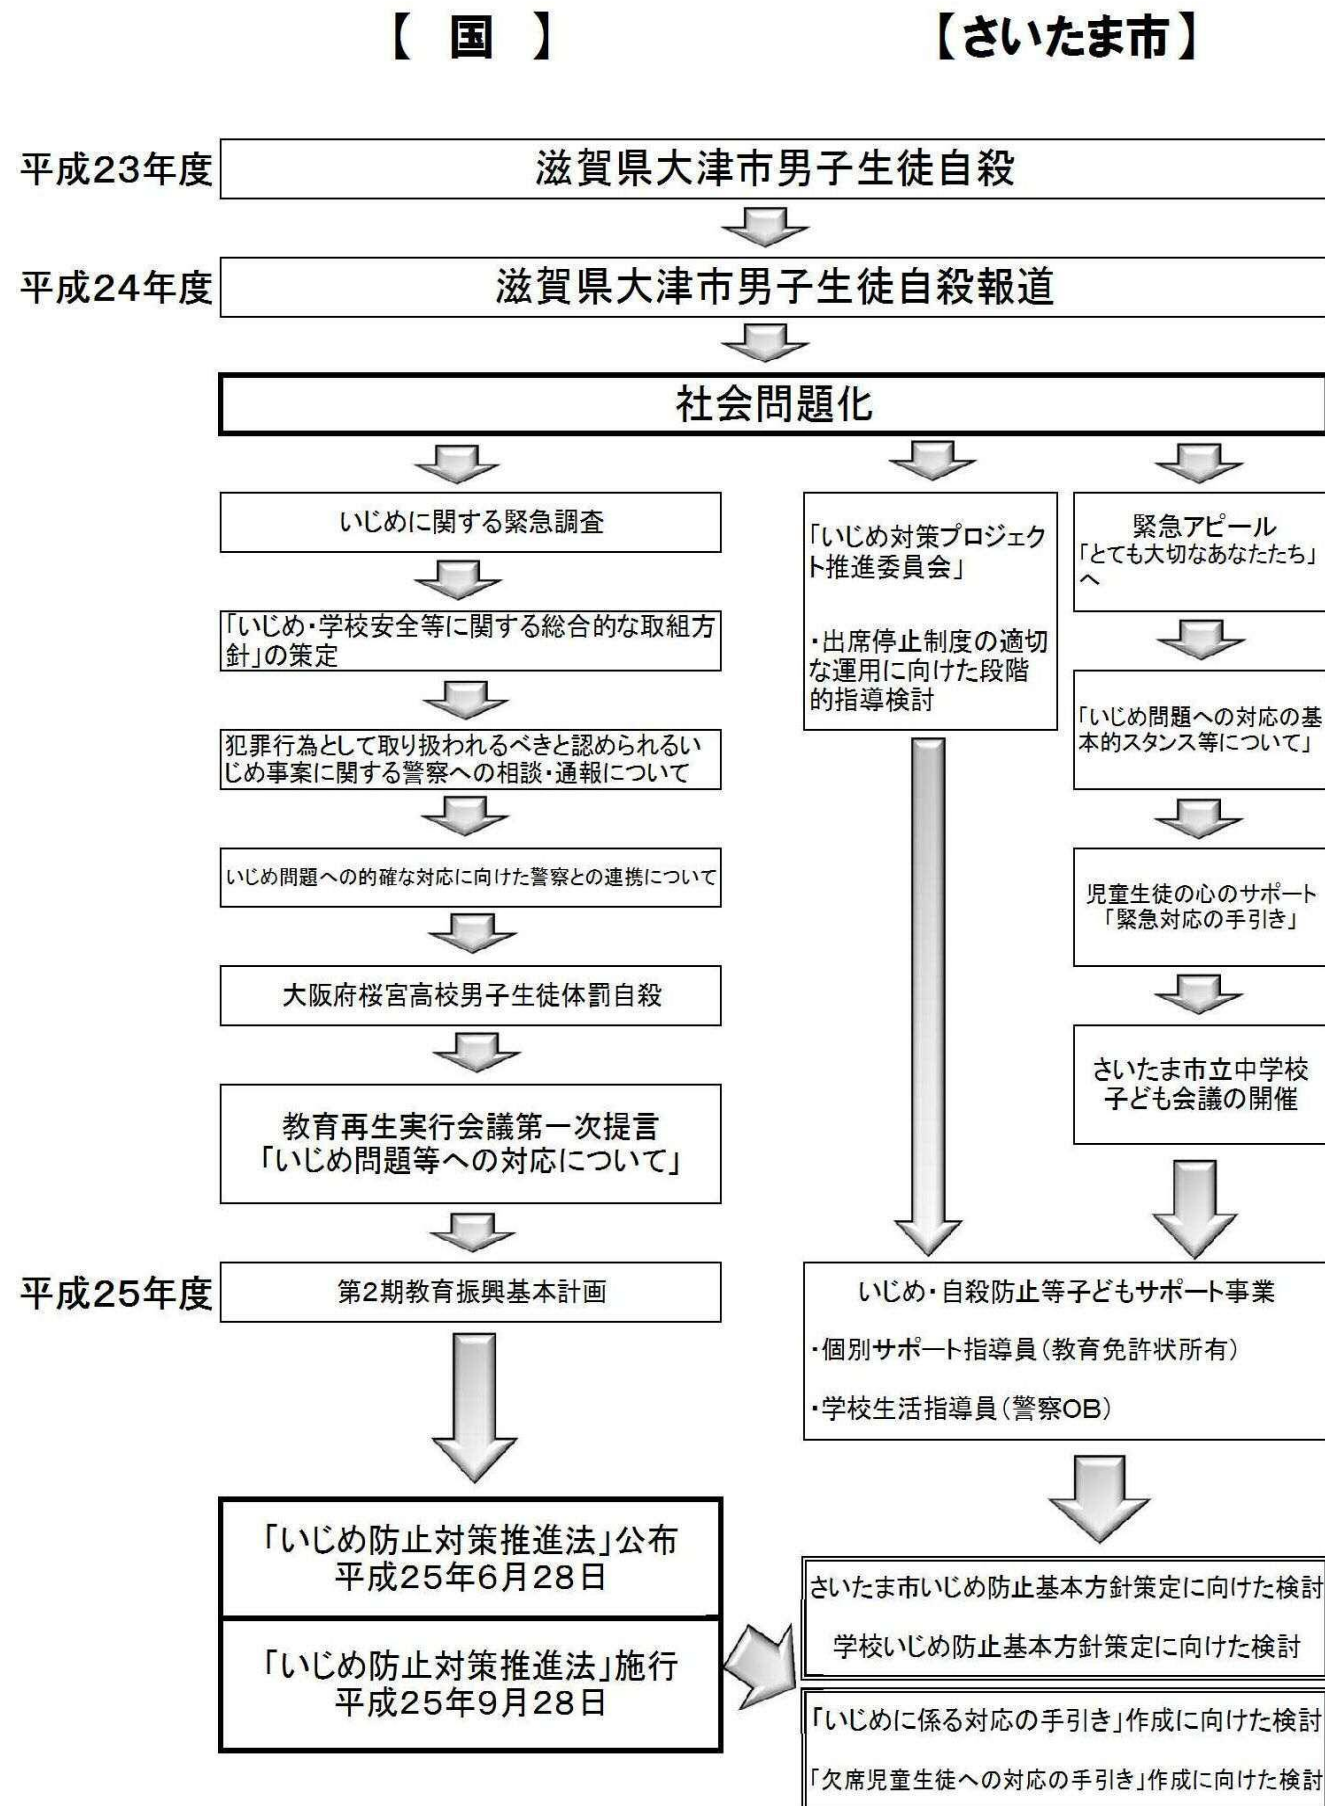 【 国 】
【さいたま市】
平成23年度
滋賀県大津市男子生徒自殺
平成24年度
滋賀県大津市男子生徒自殺報道
社会問題化
いじめに関する緊急調査
「いじめ・学校安全等に関する総合的な取組方
針」の策定
犯罪行為として取り扱われるべきと認められるい
じめ事案に関する警察への相談・通報について
いじめ問題への的確な対応に向けた警察との連携について
大阪府桜宮高校男子生徒体罰自殺
教育再生実行会議第一次提言
「いじめ問題等への対応について」
平成25年度
第2期教育振興基本計画
「いじめ防止対策推進法」公布
平成25年6月28日
「いじめ防止対策推進法」施行
平成25年9月28日
「いじめ対策プロジェク
ト推進委員会」
・出席停止制度の適切
な運用に向けた段階
的指導検討
緊急アピール
「とても大切なあなたたち」
へ
「いじめ問題への対応の基
本的スタンス等について」
児童生徒の心のサポート
「緊急対応の手引き」
さいたま市立中学校
子ども会議の開催
いじめ・自殺防止等子どもサポート事業
・個別サポート指導員(教育免許状所有)
・学校生活指導員(警察OB)
さいたま市いじめ防止基本方針策定に向けた検討
学校いじめ防止基本方針策定に向けた検討
「いじめに係る対応の手引き」作成に向けた検討
「欠席児童生徒への対応の手引き」作成に向けた検討